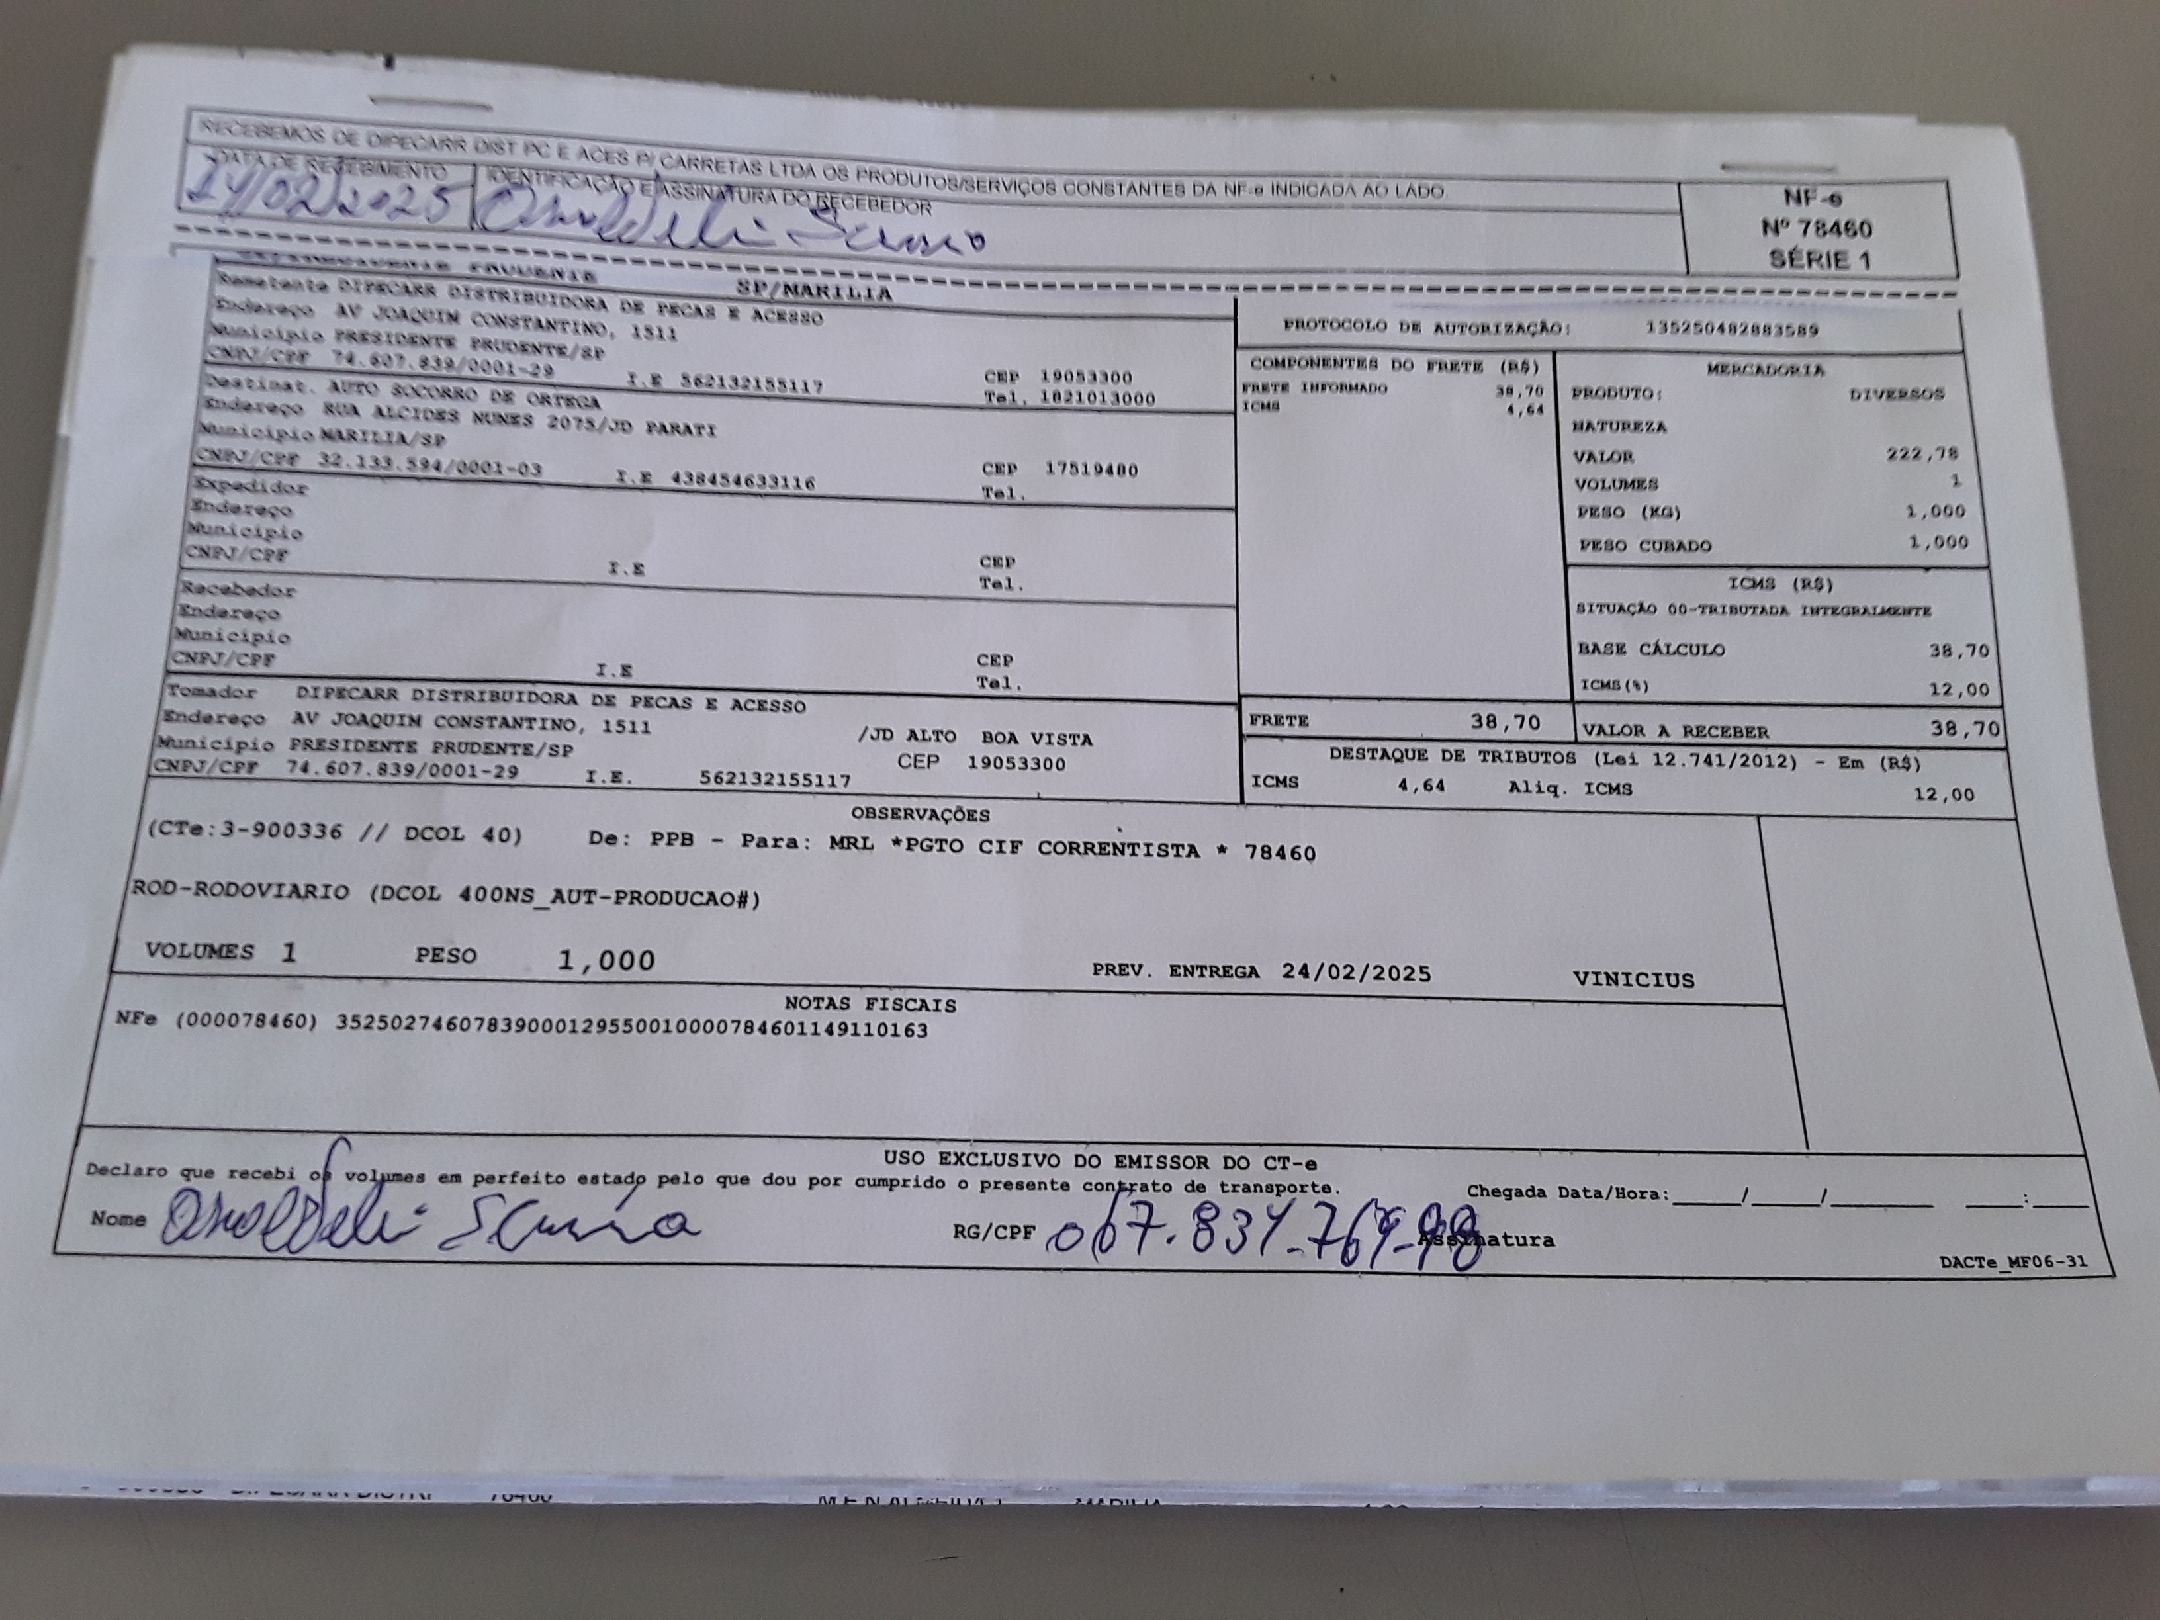 RECEBEMOS DE DIPECARR DIST PC E ACES P/ CARRETAS LTDA OS PRODUTOS/SERVIÇOS CONSTANTES DA NF-e INDICADA AO LADO
DATA DE RECEBIMENTO IDENTIFICAÇÃO E ASSINATURA DO RECEBEDOR
/02/2025
NF-e
Nº 78460
SÉRIE 1
PRUDENTE
SP/MARILIA
Remetente DIPECARR DISTRIBUIDORA DE PECAS E ACESSO
Endereço AV JOAQUIM CONSTANTINO, 1511
Município PRESIDENTE PRUDENTE/SP CEP 19053300
CNPJ/CPF 74.607.839/0001-29 I.E 562132155117 Tel. 1821013000
Destinat. AUTO SOCORRO DE ORTEGA
Endereço RUA ALCIDES NUNES 2075/JD PARATI
Município MARILIA/SP CEP 17519480
CNPJ/CPF 32.133.594/0001-03 I.E 438454633116 Tel.
Expedidor
Endereço
Município CEP
CNPJ/CPF I.E Tel.
Recebedor
Endereço
Município CEP
CNPJ/CPF I.E Tel.
Tomador DIPECARR DISTRIBUIDORA DE PECAS E ACESSO
Endereço AV JOAQUIM CONSTANTINO, 1511 /JD ALTO BOA VISTA
Município PRESIDENTE PRUDENTE/SP CEP 19053300
CNPJ/CPF 74.607.839/0001-29 I.E. 562132155117
PROTOCOLO DE AUTORIZAÇÃO: 135250482883589
COMPONENTES DO FRETE (R$)
FRETE INFORMADO 38,70
ICMS 4,64
MERCADORIA
PRODUTO: DIVERSOS
NATUREZA
VALOR 222,78
VOLUMES 1
PESO (KG) 1,000
PESO CUBADO 1,000
ICMS (R$)
SITUAÇÃO 00-TRIBUTADA INTEGRALMENTE
BASE CÁLCULO 38,70
ICMS(%) 12,00
FRETE 38,70 VALOR A RECEBER 38,70
DESTAQUE DE TRIBUTOS (Lei 12.741/2012) - Em (R$)
ICMS 4,64 Aliq. ICMS 12,00
OBSERVAÇÕES
(CTe:3-900336 // DCOL 40) De: PPB - Para: MRL *PGTO CIF CORRENTISTA * 78460
ROD-RODOVIARIO (DCOL 400NS_AUT-PRODUCAO#)
VOLUMES 1 PESO 1,000 PREV. ENTREGA 24/02/2025 VINICIUS
NOTAS FISCAIS
NFe (000078460) 35250274607839000129550010000784601149110163
USO EXCLUSIVO DO EMISSOR DO CT-e
Declaro que recebi os volumes em perfeito estado pelo que dou por cumprido o presente contrato de transporte. Chegada Data/Hora:____/____/______ ___:___
Nome RG/CPF Assinatura
DACTe_MF06-31